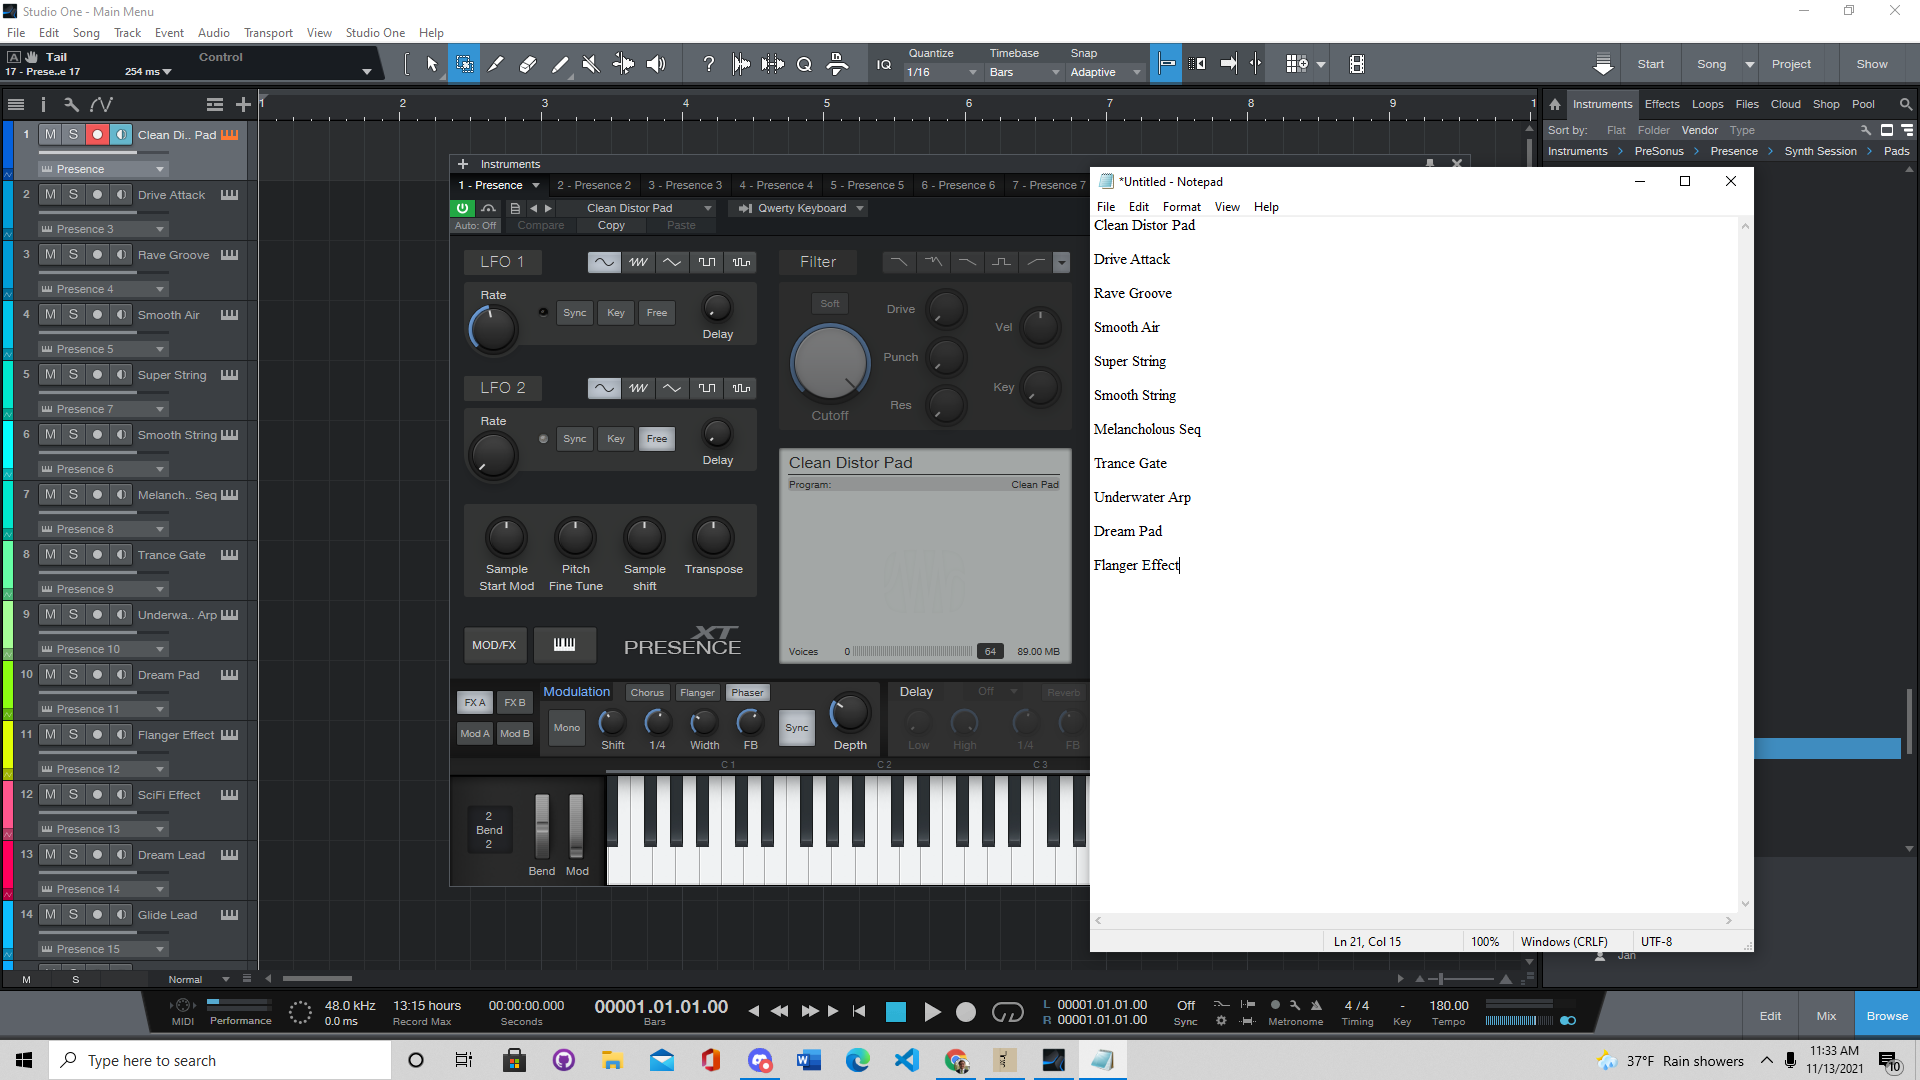 Studio One - Main Menu
File Edit Song Track Event Audio Transport View Studio One Help
Tail
17 - Prese..e 17 254 ms
Control
IQ
Quantize
1/16
Timebase
Bars
Snap
Adaptive
Start Song Project Show
1 2 3 4 5 6 7 8 9 1
Instruments Effects Loops Files Cloud Shop Pool
Sort by: Flat Folder Vendor Type
Instruments PreSonus Presence Synth Session Pads
1 M S Clean Di.. Pad
Presence
2 M S Drive Attack
Presence 3
3 M S Rave Groove
Presence 4
4 M S Smooth Air
Presence 5
5 M S Super String
Presence 7
6 M S Smooth String
Presence 6
7 M S Melanch.. Seq
Presence 8
8 M S Trance Gate
Presence 9
9 M S Underwa.. Arp
Presence 10
10 M S Dream Pad
Presence 11
11 M S Flanger Effect
Presence 12
12 M S SciFi Effect
Presence 13
13 M S Dream Lead
Presence 14
14 M S Glide Lead
Presence 15
M S Normal
Instruments
1 - Presence 2 - Presence 2 3 - Presence 3 4 - Presence 4 5 - Presence 5 6 - Presence 6 7 - Presence 7
Clean Distor Pad Qwerty Keyboard
Auto: Off Compare Copy Paste
LFO 1
Rate Sync Key Free Delay
LFO 2
Rate Sync Key Free Delay
Filter
Soft Drive Vel
Punch
Key
Res
Cutoff
Sample Start Mod
Pitch Fine Tune
Sample shift
Transpose
MOD/FX
PRESENCE XT
Clean Distor Pad
Program: Clean Pad
Voices 0 64 89.00 MB
FX A FX B
Mod A Mod B
Modulation Chorus Flanger Phaser
Mono Shift 1/4 Width FB Sync Depth
Delay Off Reverb
Low High 1/4 FB
C 1 C 2 C 3
2
Bend
2
Bend Mod
*Untitled - Notepad
File Edit Format View Help
Clean Distor Pad
Drive Attack
Rave Groove
Smooth Air
Super String
Smooth String
Melancholous Seq
Trance Gate
Underwater Arp
Dream Pad
Flanger Effect
Ln 21, Col 15 100% Windows (CRLF) UTF-8
Jan
MIDI
Performance
48.0 kHz
0.0 ms
13:15 hours
Record Max
00:00:00.000
Seconds
00001.01.01.00
Bars
L 00001.01.01.00
R 00001.01.01.00
Off
Sync
Metronome
4 / 4
Timing
-
Key
180.00
Tempo
Edit Mix Browse
Type here to search
37°F Rain showers
11:33 AM
11/13/2021
10